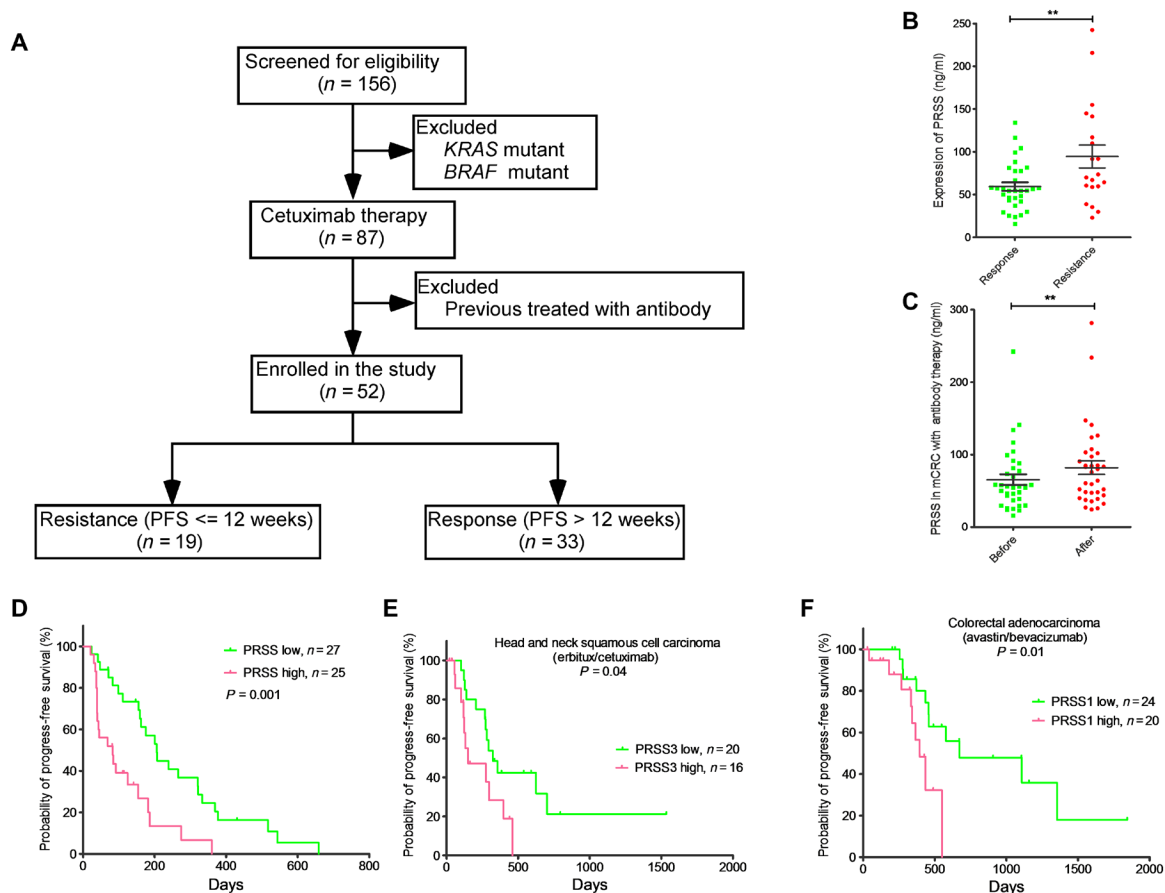 A
Screened for eligibility
(n = 156)
Excluded
KRAS mutant
BRAF mutant
Cetuximab therapy
(n = 87)
Excluded
Previous treated with antibody
Enrolled in the study
(n = 52)
Resistance (PFS <= 12 weeks)
(n = 19)
Response (PFS > 12 weeks)
(n = 33)
B
**
Expression of PRSS (ng/ml)
250
200
150
100
50
0
Response
Resistance
C
**
PRSS In mCRC with antibody therapy (ng/ml)
300
200
100
0
Before
After
D
Probability of progress-free survival (%)
100
80
60
40
20
0
PRSS low, n = 27
PRSS high, n = 25
P = 0.001
0
200
400
600
800
Days
E
Head and neck squamous cell carcinoma
(erbitux/cetuximab)
P = 0.04
Probability of progress-free survival (%)
100
80
60
40
20
0
PRSS3 low, n = 20
PRSS3 high, n = 16
0
500
1000
1500
2000
Days
F
Colorectal adenocarcinoma
(avastin/bevacizumab)
P = 0.01
Probability of progress-free survival (%)
100
80
60
40
20
0
PRSS1 low, n = 24
PRSS1 high, n = 20
0
500
1000
1500
2000
Days